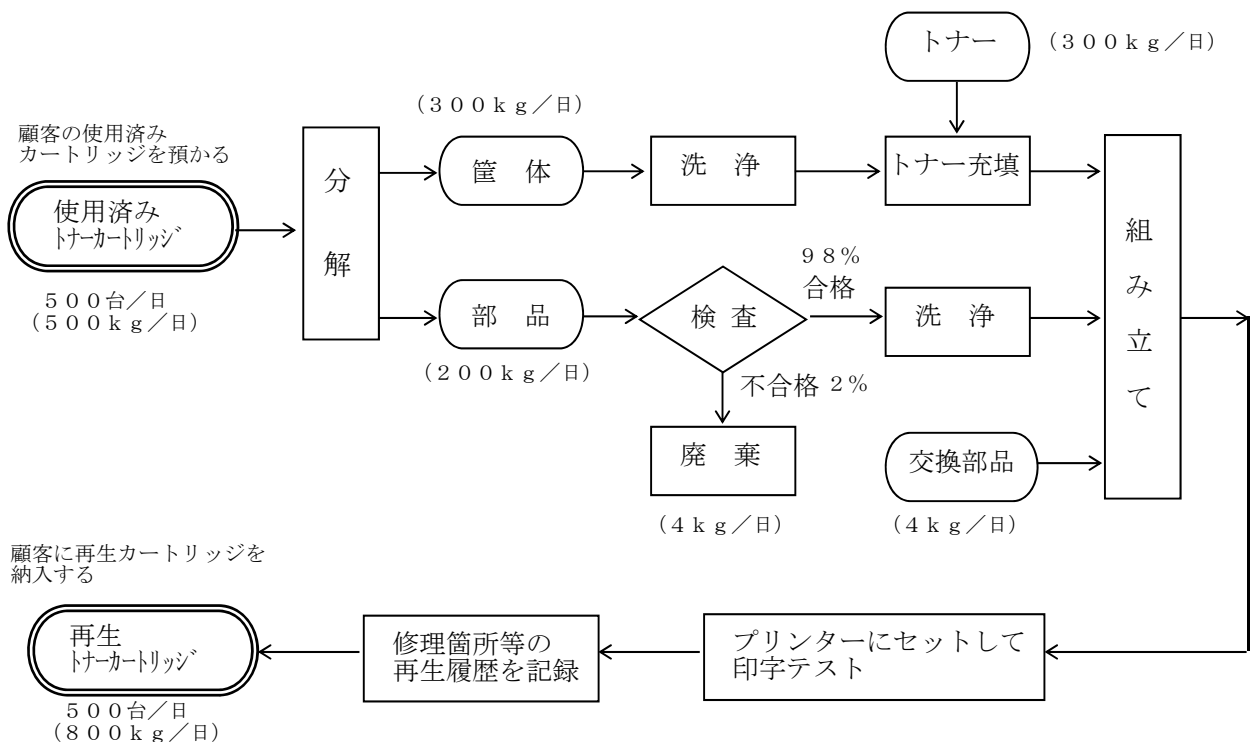 トナー
（３００ｋｇ／日）
（３００ｋｇ／日）
顧客の使用済み
カートリッジを預かる
使用済み
ﾄﾅｰｶｰﾄﾘｯｼﾞ
５００台／日
（５００ｋｇ／日）
分解
筐　体
洗　浄
トナー充填
部　品
（２００ｋｇ／日）
検 査
９８％
合格
洗　浄
不合格 ２％
廃　棄
（４ｋｇ／日）
交換部品
（４ｋｇ／日）
組み立て
顧客に再生カートリッジを
納入する
再生
ﾄﾅｰｶｰﾄﾘｯｼﾞ
５００台／日
（８００ｋｇ／日）
修理箇所等の
再生履歴を記録
プリンターにセットして
印字テスト